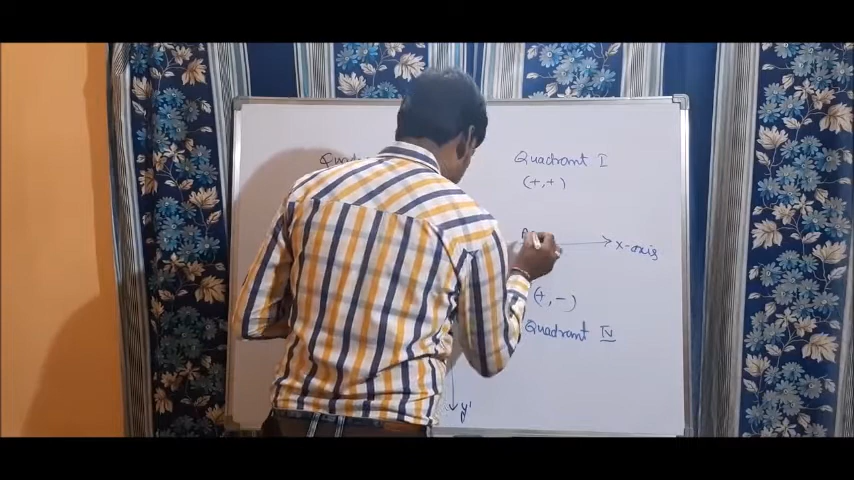 Quadrant I
(+,+)
x-axis
(+,-)
Quadrant IV
y'